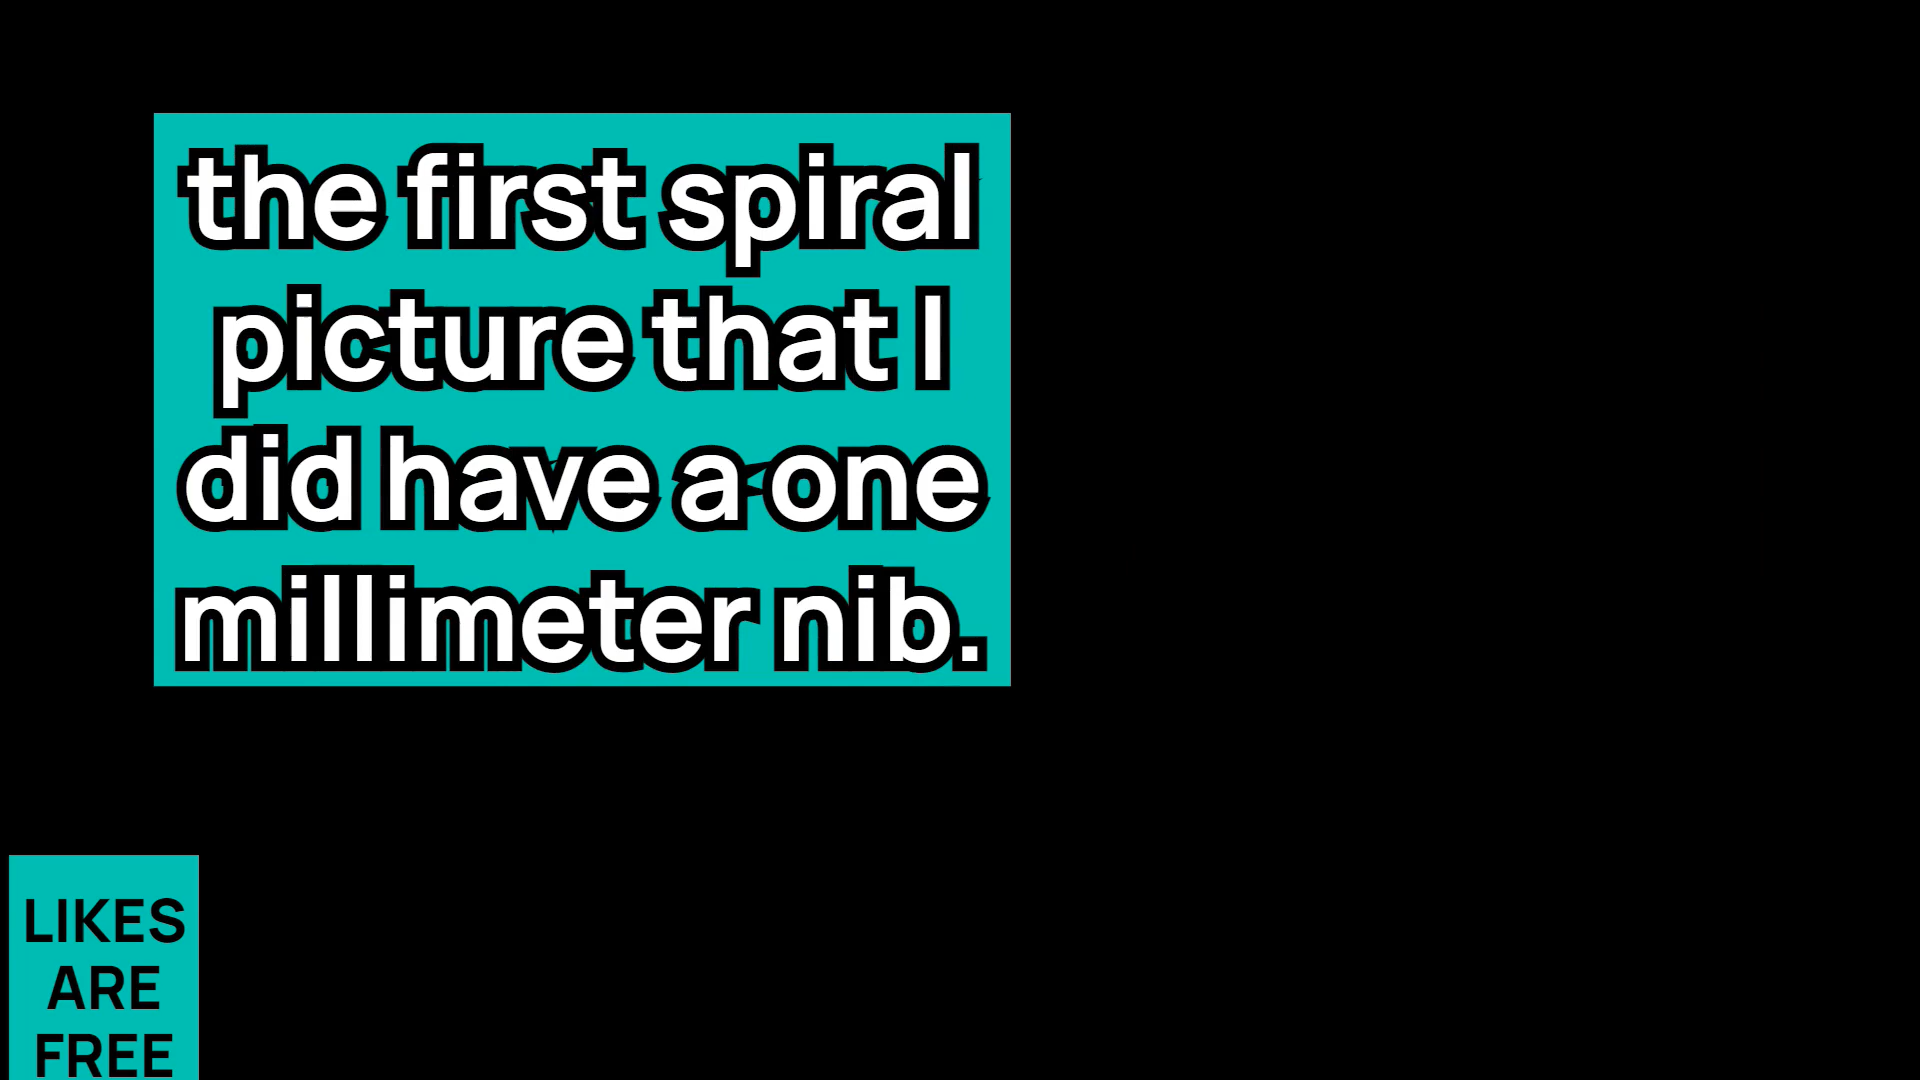 the first spiral
picture that I
did have a one
millimeter nib.
LIKES
ARE
FREE